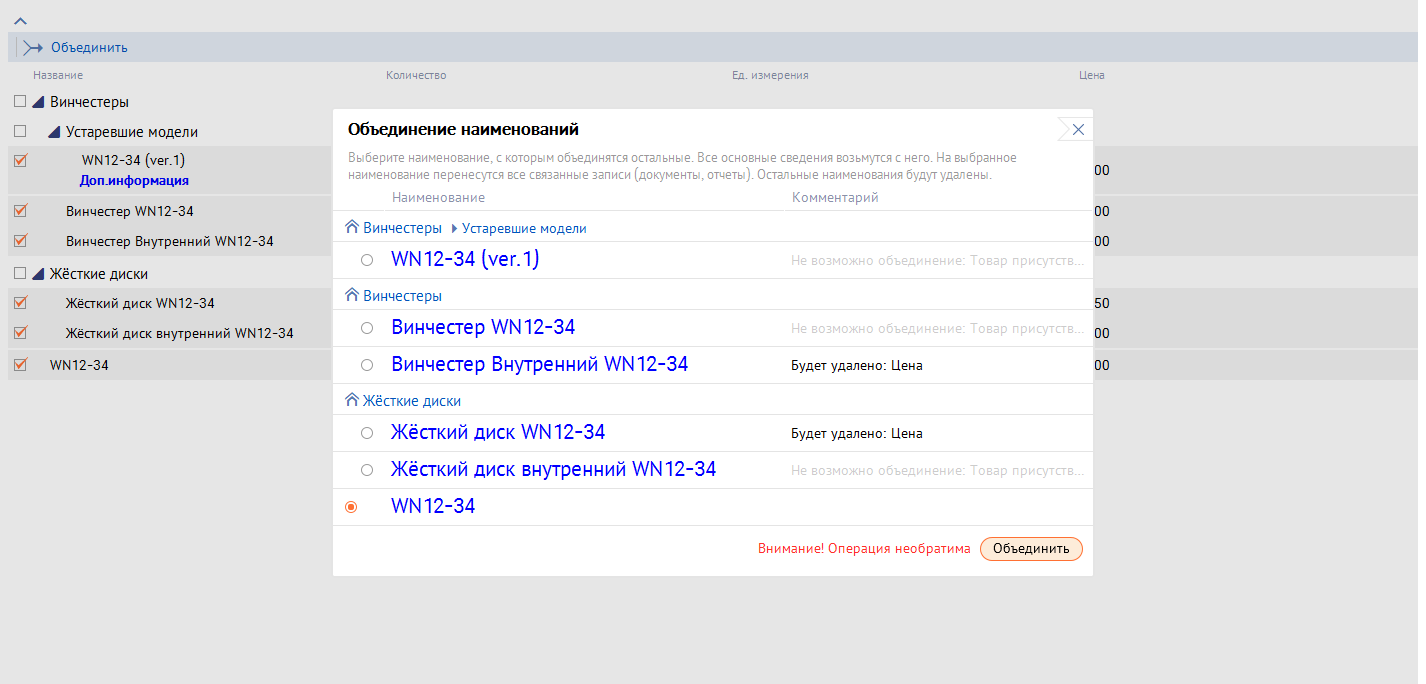 Объединить
Название Количество Ед. измерения Цена
Винчестеры
Устаревшие модели
WN12-34 (ver.1)
Доп.информация
00
Винчестер WN12-34
00
Винчестер Внутренний WN12-34
00
Жёсткие диски
Жёсткий диск WN12-34
50
Жёсткий диск внутренний WN12-34
00
WN12-34
00
Объединение наименований
Выберите наименование, с которым объединятся остальные. Все основные сведения возьмутся с него. На выбранное
наименование перенесутся все связанные записи (документы, отчеты). Остальные наименования будут удалены.
Наименование Комментарий
Винчестеры Устаревшие модели
WN12-34 (ver.1) Не возможно объединение: Товар присутств...
Винчестеры
Винчестер WN12-34 Не возможно объединение: Товар присутств...
Винчестер Внутренний WN12-34 Будет удалено: Цена
Жёсткие диски
Жёсткий диск WN12-34 Будет удалено: Цена
Жёсткий диск внутренний WN12-34 Не возможно объединение: Товар присутств...
WN12-34
Внимание! Операция необратима Объединить